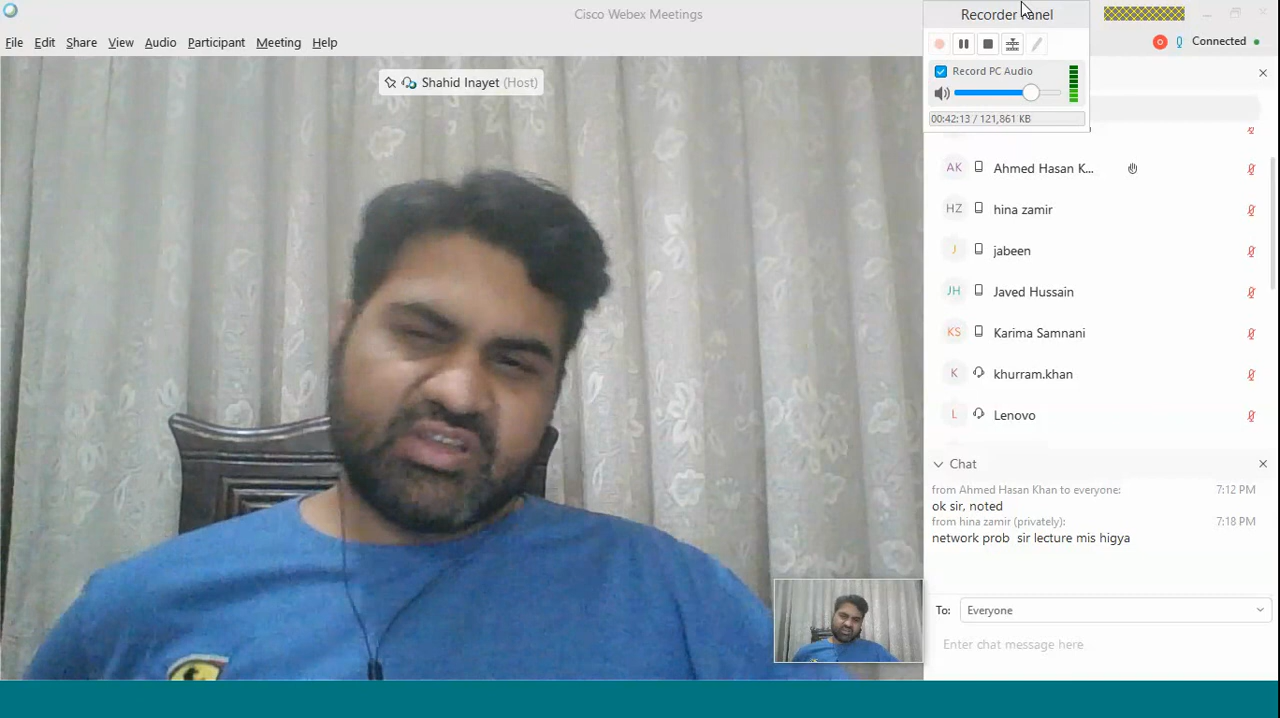 Cisco Webex Meetings
Recorder Panel
File Edit Share View Audio Participant Meeting Help
Connected
Record PC Audio
00:42:13 / 121,861 KB
Shahid Inayet (Host)
AK Ahmed Hasan K...
HZ hina zamir
J jabeen
JH Javed Hussain
KS Karima Samnani
K khurram.khan
L Lenovo
Chat
from Ahmed Hasan Khan to everyone: 7:12 PM
ok sir, noted
from hina zamir (privately): 7:18 PM
network prob sir lecture mis higya
To: Everyone
Enter chat message here